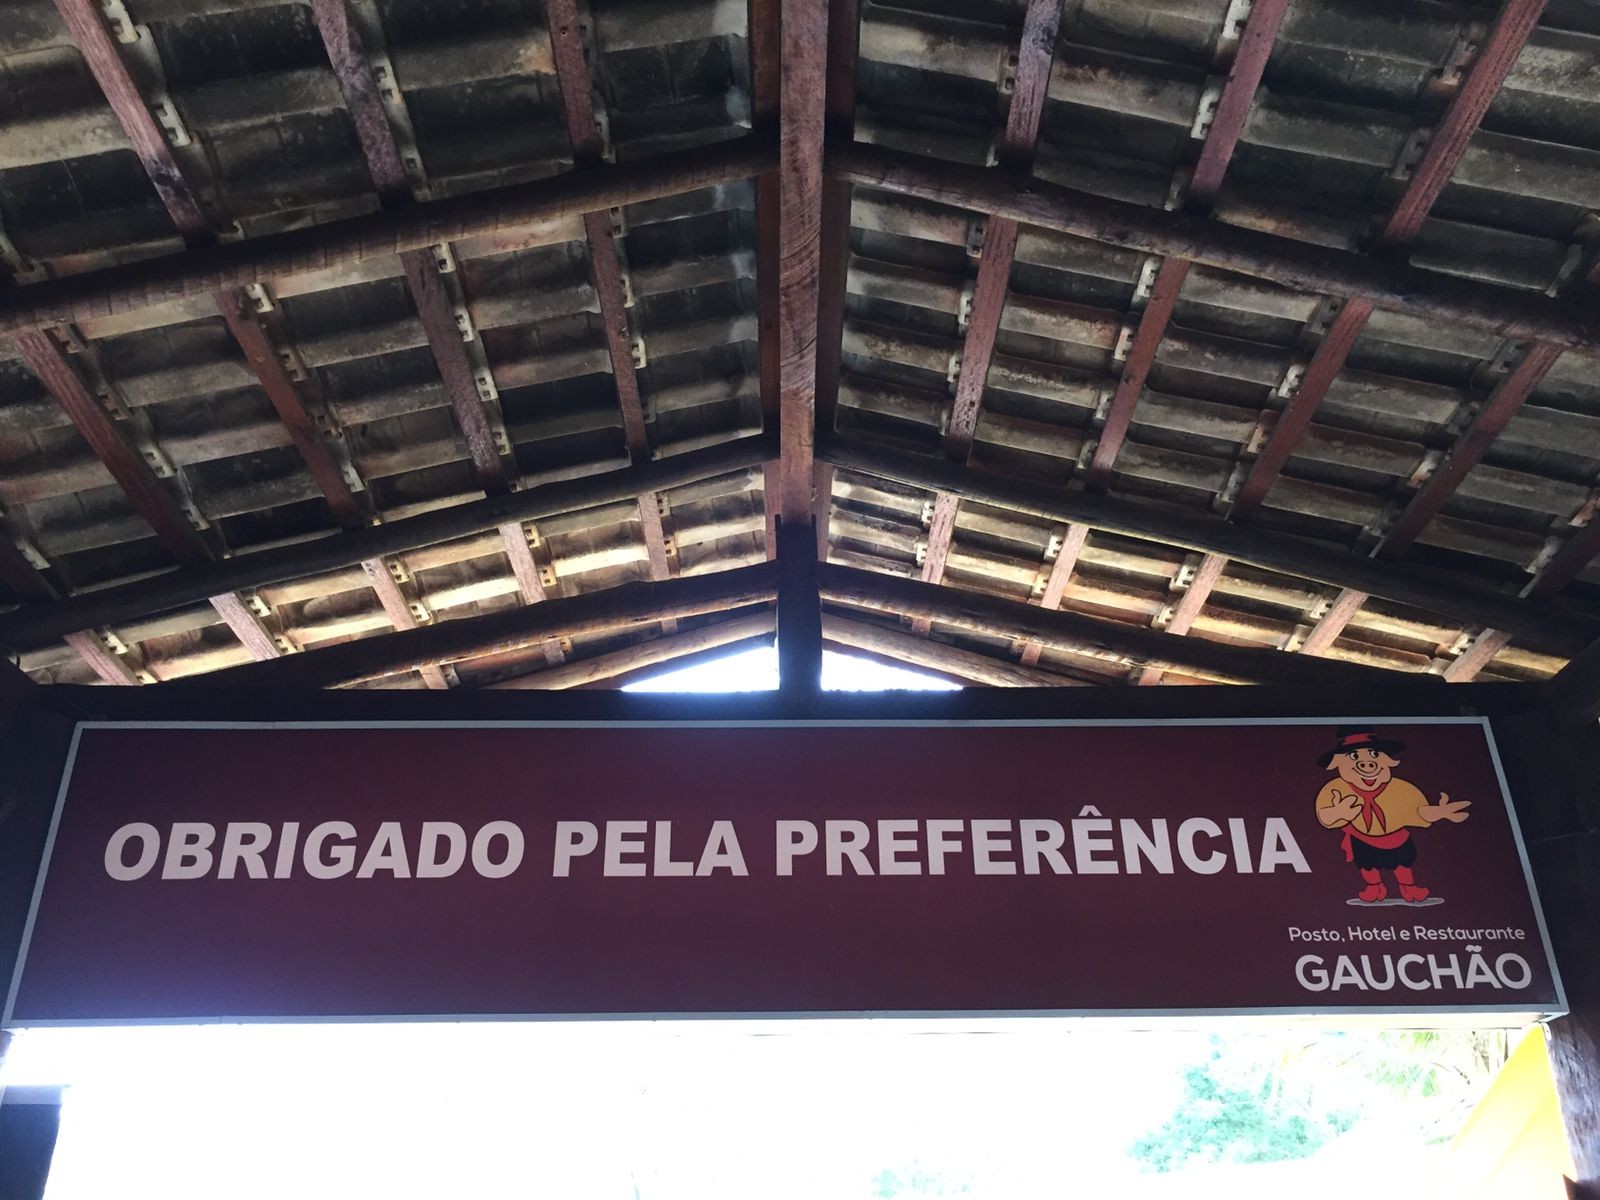 OBRIGADO PELA PREFERÊNCIA
Posto, Hotel e Restaurante
GAUCHÃO